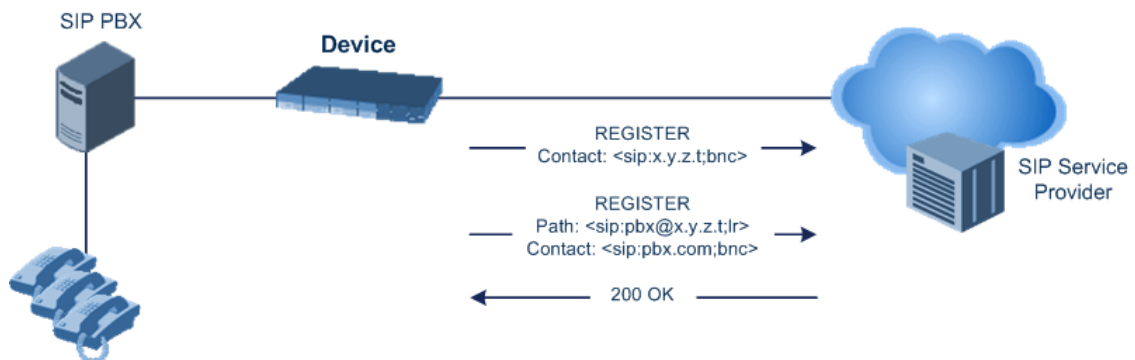 SIP PBX
Device
REGISTER
Contact: <sip:x.y.z.t;bnc>
SIP Service
Provider
REGISTER
Path: <sip:pbx@x.y.z.t;lr>
Contact: <sip:pbx.com;bnc>
200 OK